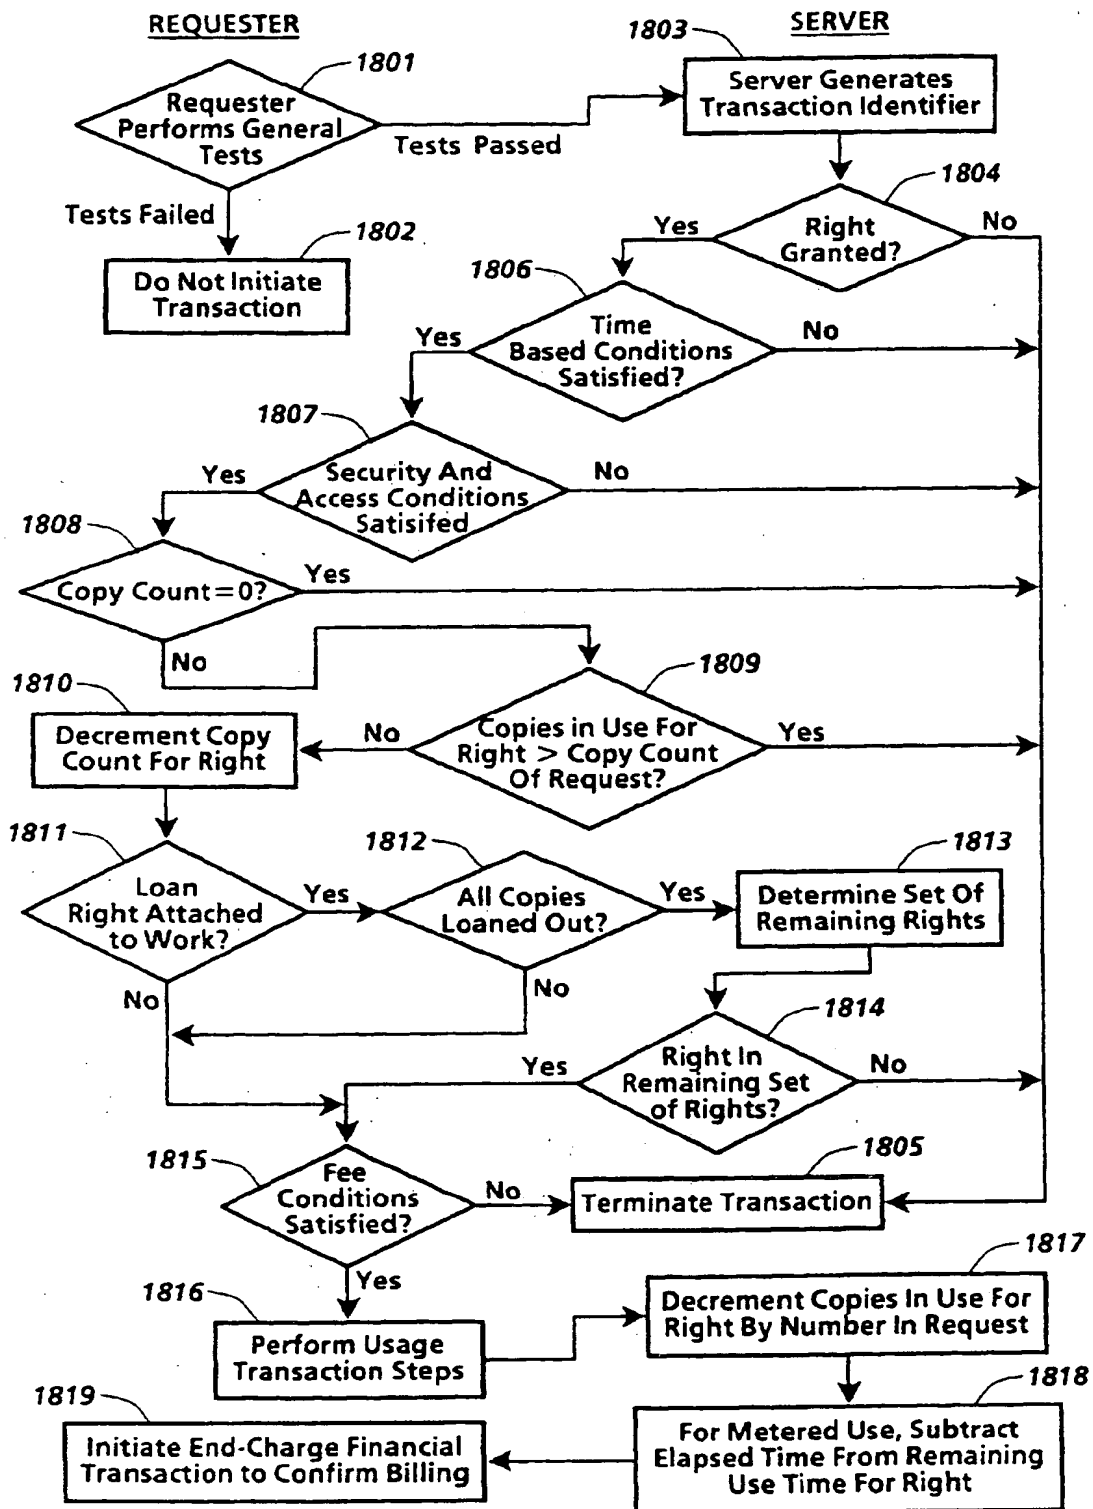 REQUESTER
SERVER
1801
1803
Requester
Performs General
Tests
Server Generates
Transaction Identifier
Tests Passed
Tests Failed
1802
Do Not Initiate
Transaction
1804
Right
Granted?
Yes
No
1806
Time
Based Conditions
Satisfied?
Yes
No
1807
Security And
Access Conditions
Satisifed
Yes
No
1808
Copy Count=0?
Yes
No
1809
Copies in Use For
Right > Copy Count
Of Request?
No
Yes
1810
Decrement Copy
Count For Right
1811
Loan
Right Attached
to Work?
Yes
No
1812
All Copies
Loaned Out?
Yes
No
1813
Determine Set Of
Remaining Rights
1814
Right In
Remaining Set
of Rights?
Yes
No
1815
Fee
Conditions
Satisfied?
No
Yes
1805
Terminate Transaction
1816
Perform Usage
Transaction Steps
1817
Decrement Copies In Use For
Right By Number In Request
1818
For Metered Use, Subtract
Elapsed Time From Remaining
Use Time For Right
1819
Initiate End-Charge Financial
Transaction to Confirm Billing